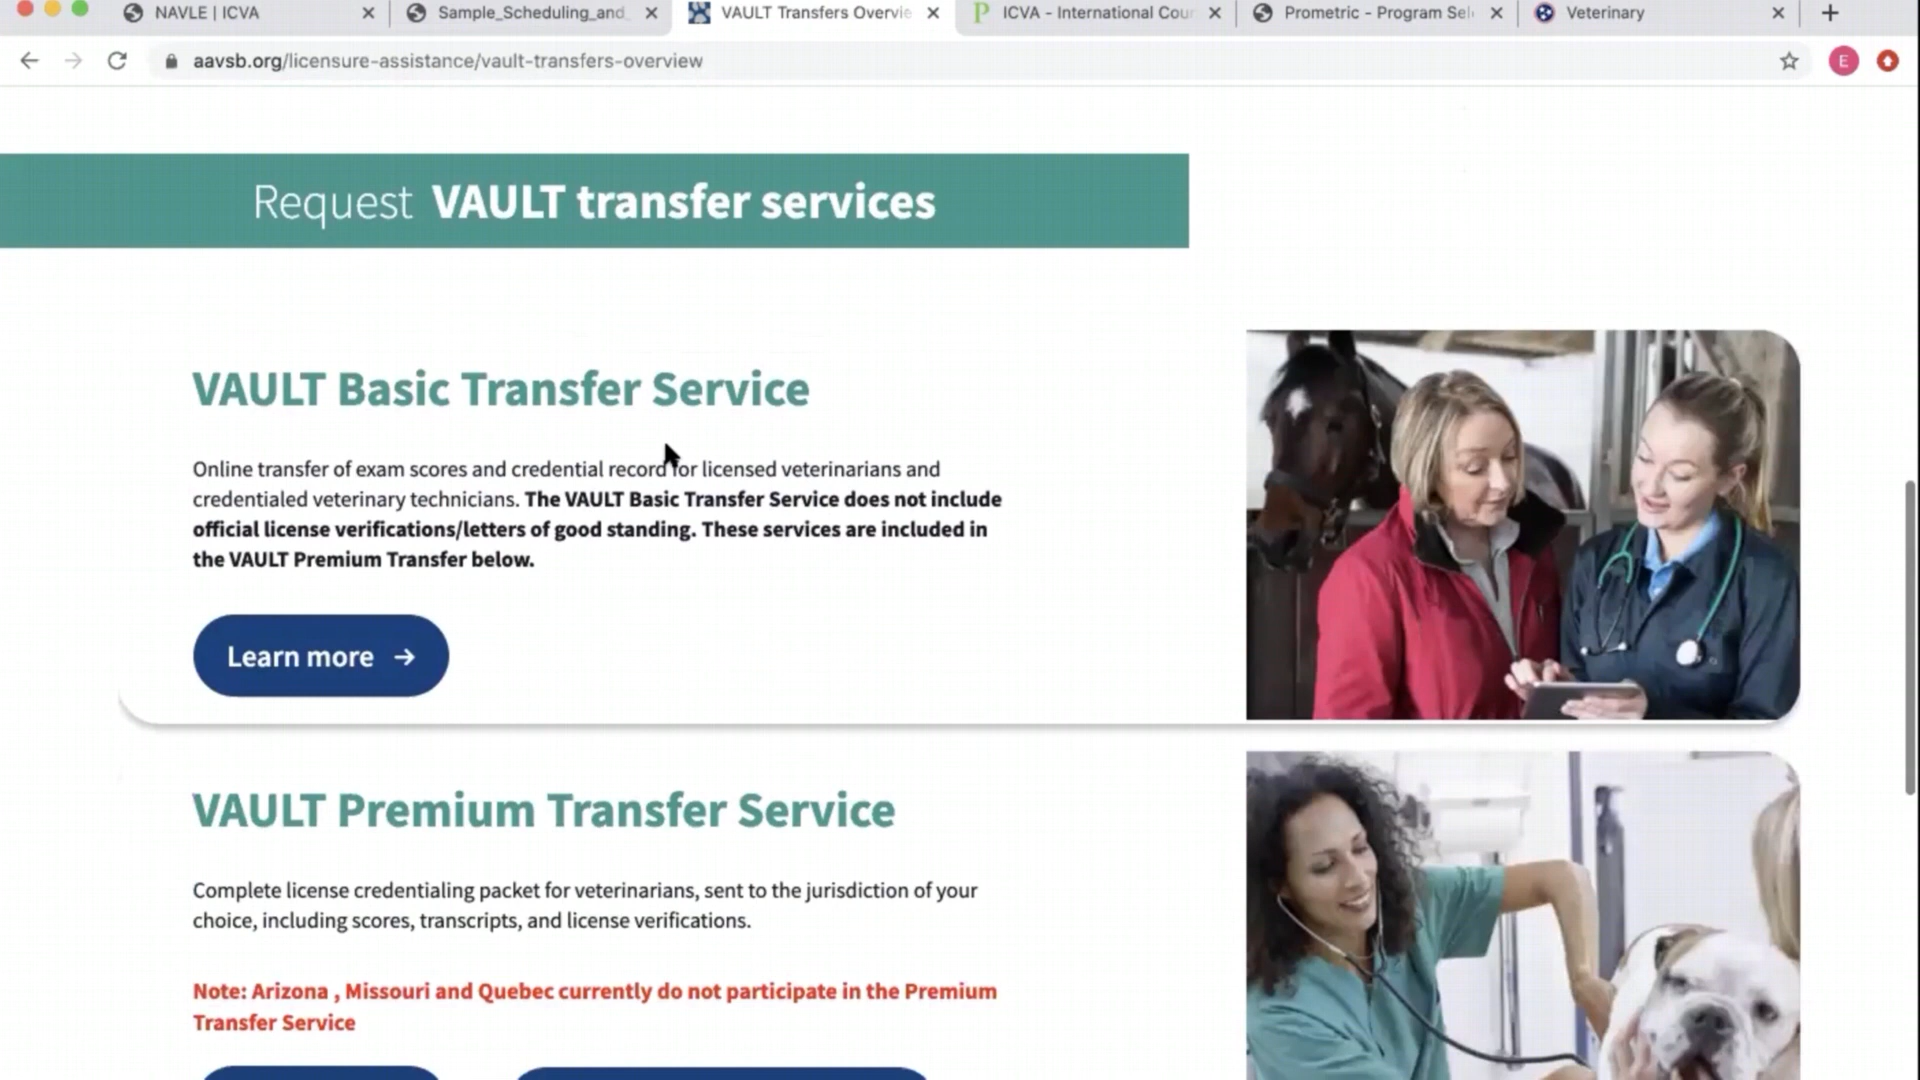 NAVLE | ICVA
Sample_Scheduling_and_
VAULT Transfers Overvie
ICVA - International Cour
Prometric - Program Sel
Veterinary
aavsb.org/licensure-assistance/vault-transfers-overview
E
Request VAULT transfer services
VAULT Basic Transfer Service
Online transfer of exam scores and credential record for licensed veterinarians and
credentialed veterinary technicians. The VAULT Basic Transfer Service does not include
official license verifications/letters of good standing. These services are included in
the VAULT Premium Transfer below.
Learn more →
VAULT Premium Transfer Service
Complete license credentialing packet for veterinarians, sent to the jurisdiction of your
choice, including scores, transcripts, and license verifications.
Note: Arizona , Missouri and Quebec currently do not participate in the Premium
Transfer Service